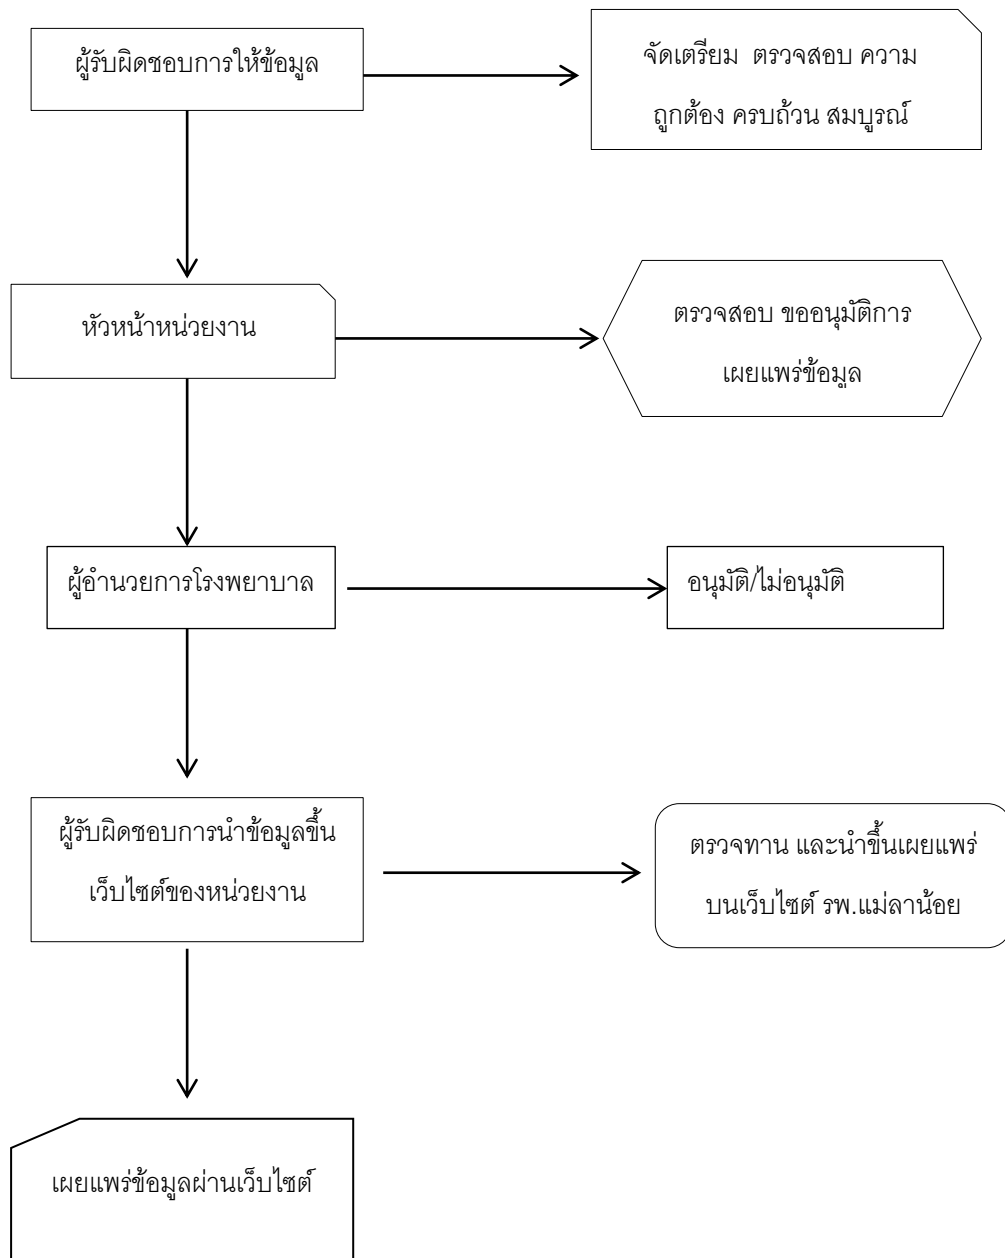 ผู้รับผิดชอบการให้ข้อมูล
จัดเตรียม ตรวจสอบ ความ
ถูกต้อง ครบถ้วน สมบูรณ์
หัวหน้าหน่วยงาน
ตรวจสอบ ขออนุมัติการ
เผยแพร่ข้อมูล
ผู้อำนวยการโรงพยาบาล
อนุมัติ/ไม่อนุมัติ
ผู้รับผิดชอบการนำข้อมูลขึ้น
เว็บไซต์ของหน่วยงาน
ตรวจทาน และนำขึ้นเผยแพร่
บนเว็บไซต์ รพ.แม่ลาน้อย
เผยแพร่ข้อมูลผ่านเว็บไซต์